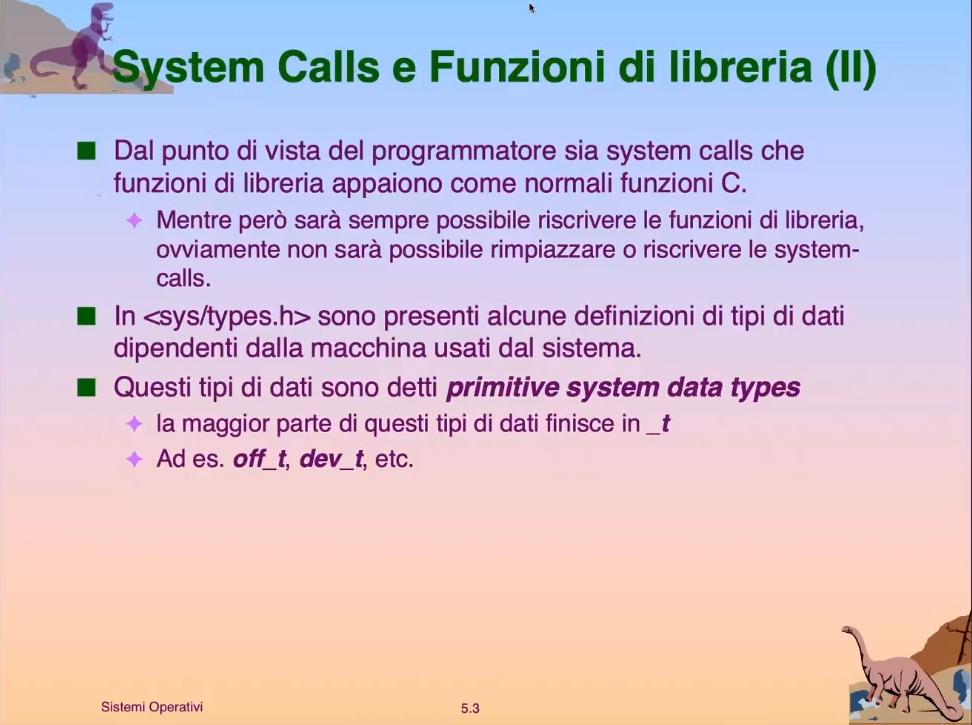 System Calls e Funzioni di libreria (II)
Dal punto di vista del programmatore sia system calls che
funzioni di libreria appaiono come normali funzioni C.
Mentre però sarà sempre possibile riscrivere le funzioni di libreria,
ovviamente non sarà possibile rimpiazzare o riscrivere le system-
calls.
In <sys/types.h> sono presenti alcune definizioni di tipi di dati
dipendenti dalla macchina usati dal sistema.
Questi tipi di dati sono detti primitive system data types
la maggior parte di questi tipi di dati finisce in _t
Ad es. off_t, dev_t, etc.
Sistemi Operativi
5.3